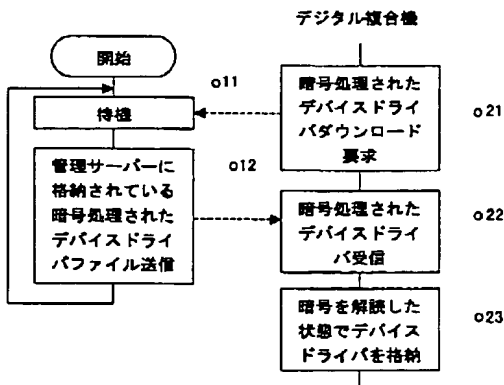 デジタル複合機
開始
o11
待機
暗号処理された
デバイスドライ
バダウンロード
要求
o21
o12
管理サーバーに
格納されている
暗号処理された
デバイスドライ
バファイル送信
暗号処理された
デバイスドライ
バ受信
o22
暗号を解読した
状態でデバイス
ドライバを格納
o23